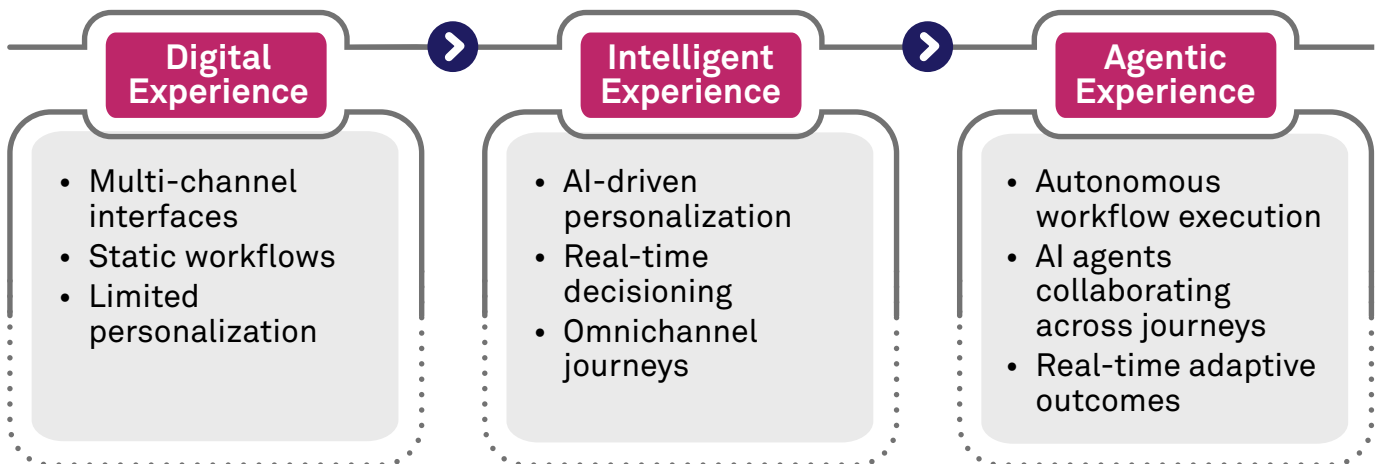 Digital
Experience
• Multi-channel
interfaces
• Static workflows
• Limited
personalization
Intelligent
Experience
• AI-driven
personalization
• Real-time
decisioning
• Omnichannel
journeys
Agentic
Experience
• Autonomous
workflow execution
• AI agents
collaborating
across journeys
• Real-time adaptive
outcomes